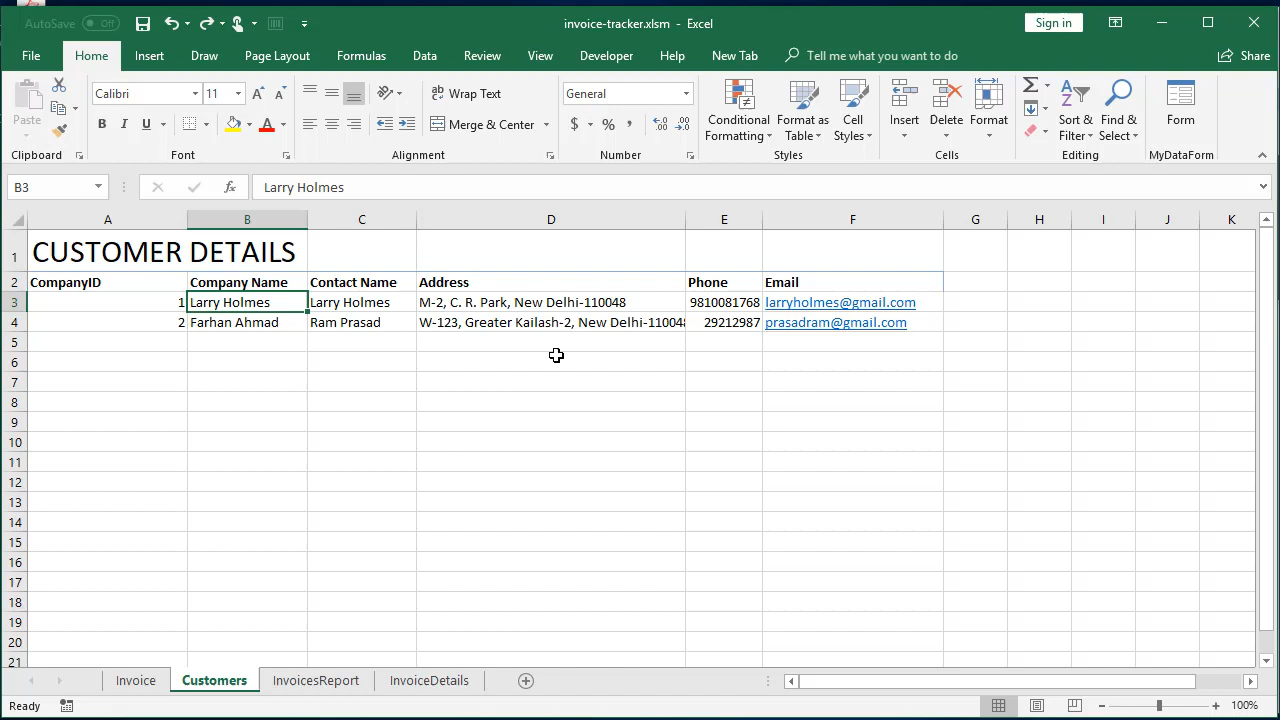 AutoSave Off invoice-tracker.xlsm - Excel Sign in
File Home Insert Draw Page Layout Formulas Data Review View Developer Help New Tab Tell me what you want to do Share
Paste
Calibri 11
B I U
A A
Wrap Text
Merge & Center
General
$ % ,
Conditional Formatting
Format as Table
Cell Styles
Insert Delete Format
Sort & Filter
Find & Select
Form
Clipboard Font Alignment Number Styles Cells Editing MyDataForm
B3 fx Larry Holmes
A B C D E F G H I J K
1 CUSTOMER DETAILS
2 CompanyID Company Name Contact Name Address Phone Email
3 1 Larry Holmes Larry Holmes M-2, C. R. Park, New Delhi-110048 9810081768 larryholmes@gmail.com
4 2 Farhan Ahmad Ram Prasad W-123, Greater Kailash-2, New Delhi-110048 29212987 prasadram@gmail.com
5
6
7
8
9
10
11
12
13
14
15
16
17
18
19
20
21
Invoice Customers InvoicesReport InvoiceDetails
Ready 100%